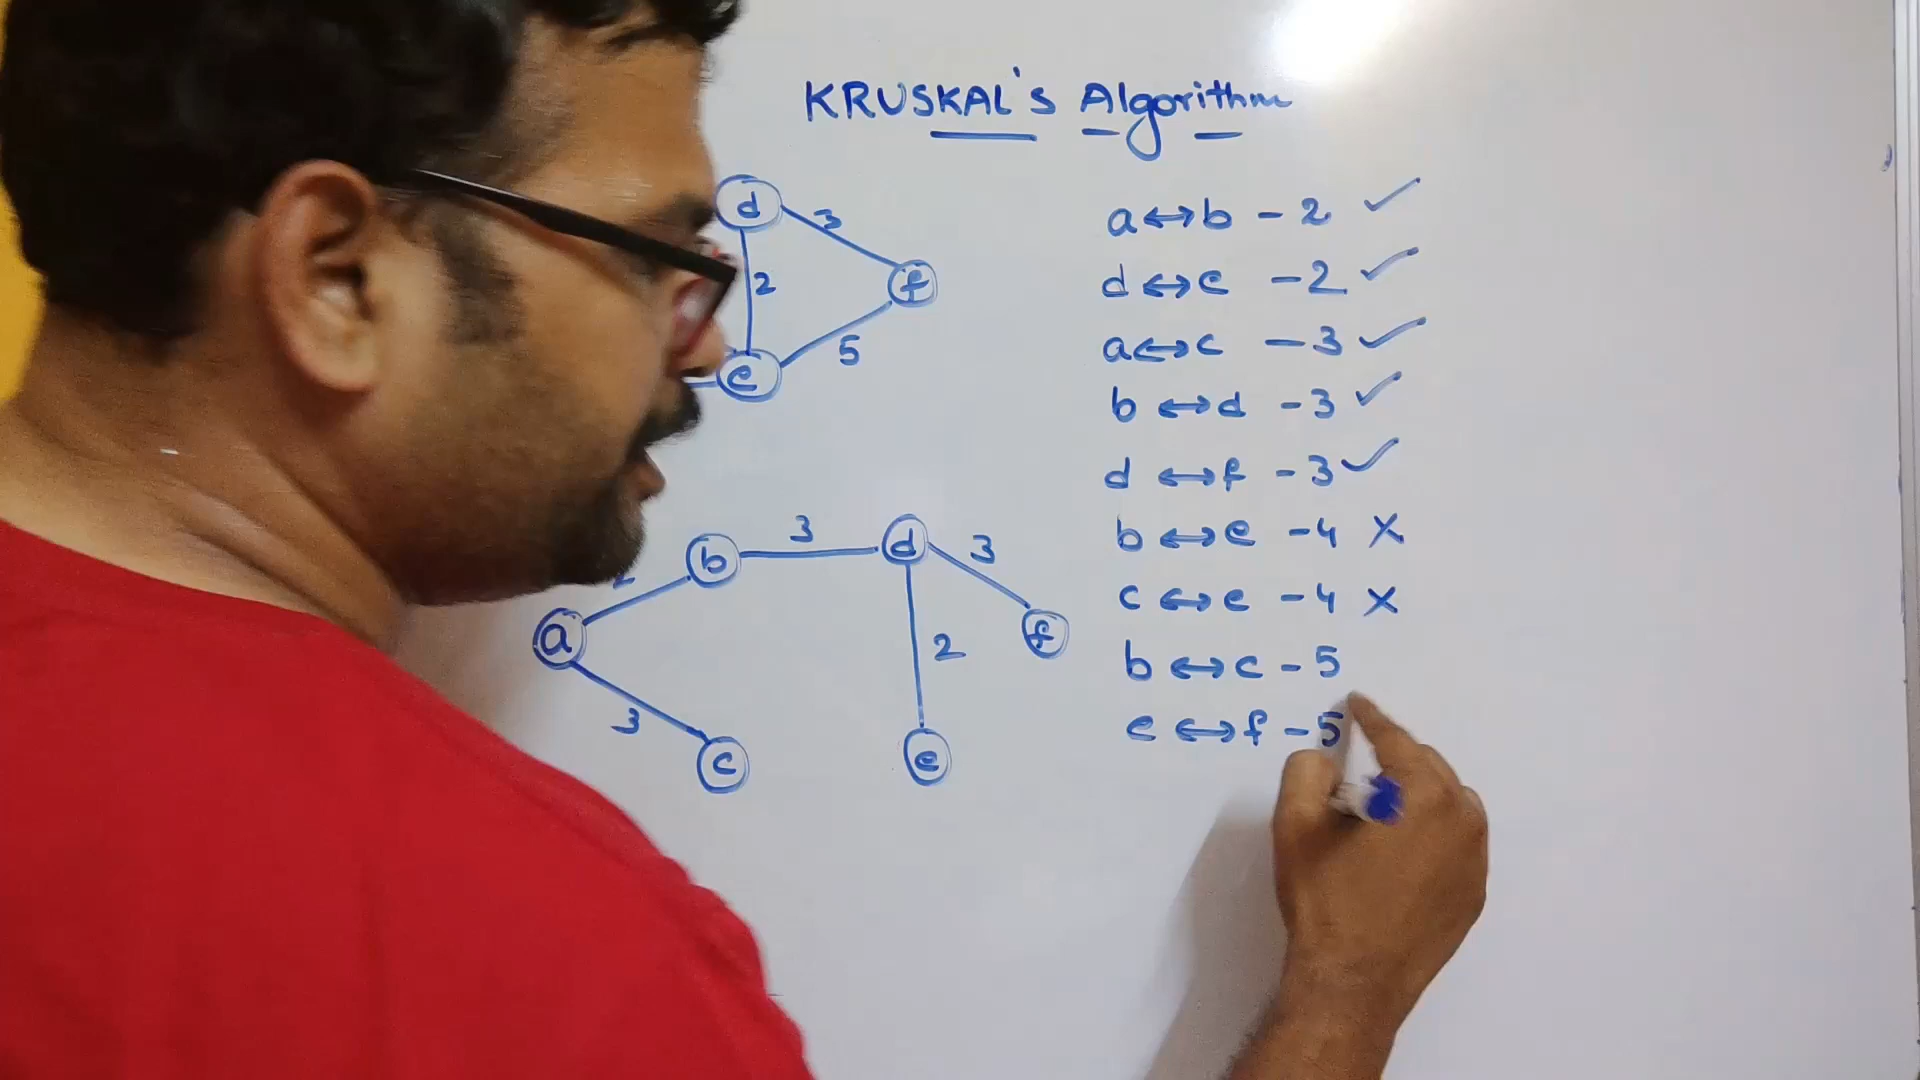 KRUSKAL's Algorithm
d
3
2
f
5
e
a↔b - 2 ✓
d↔e - 2 ✓
a↔c - 3 ✓
b↔d - 3 ✓
d↔f - 3 ✓
b↔e - 4 X
c↔e - 4 X
b↔c - 5
e↔f - 5
b
3
d
3
a
f
2
3
c
e